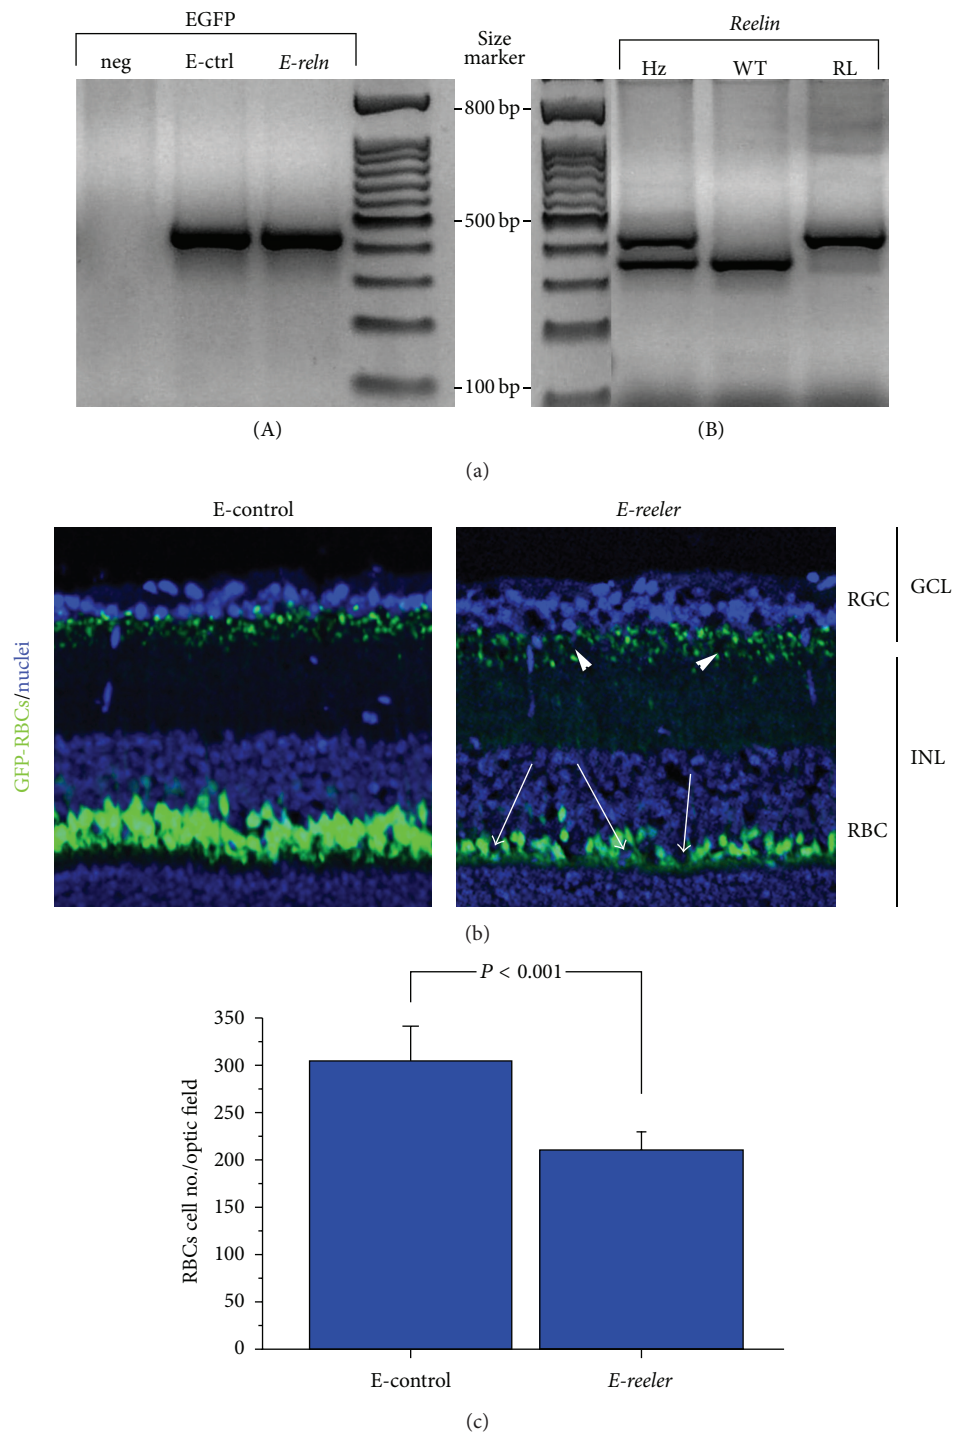 EGFP
neg E-ctrl E-reln
Size
marker
Reelin
Hz WT RL
800 bp
500 bp
100 bp
(A)
(B)
(a)
E-control
E-reeler
GFP-RBCs/nuclei
RGC
GCL
INL
RBC
(b)
P < 0.001
RBCs cell no./optic field
350
300
250
200
150
100
50
0
E-control
E-reeler
(c)